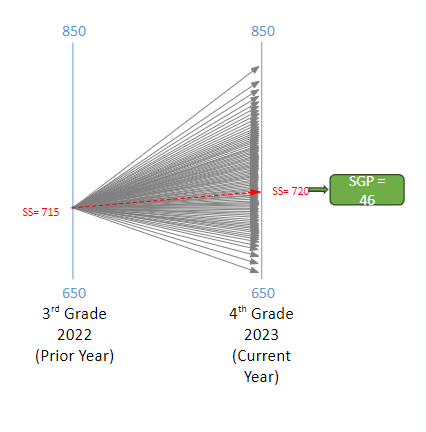 850
850
SS= 715
SS= 720
SGP =
46
650
650
3rd Grade
2022
(Prior Year)
4th Grade
2023
(Current
Year)